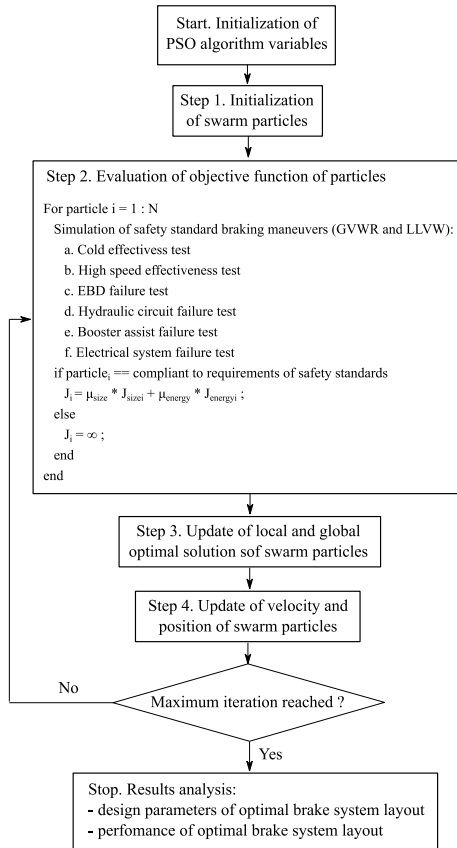 Start. Initialization of
PSO algorithm variables
Step 1. Initialization
of swarm particles
Step 2. Evaluation of objective function of particles
For particle i = 1 : N
Simulation of safety standard braking maneuvers (GVWR and LLVW):
a. Cold effectivess test
b. High speed effectiveness test
c. EBD failure test
d. Hydraulic circuit failure test
e. Booster assist failure test
f. Electrical system failure test
if particleᵢ == compliant to requirements of safety standards
Jᵢ = μ_size * J_sizei + μ_energy * J_energyi ;
else
Jᵢ = ∞ ;
end
end
Step 3. Update of local and global
optimal solution sof swarm particles
Step 4. Update of velocity and
position of swarm particles
Maximum iteration reached ?
No
Yes
Stop. Results analysis:
- design parameters of optimal brake system layout
- perfomance of optimal brake system layout